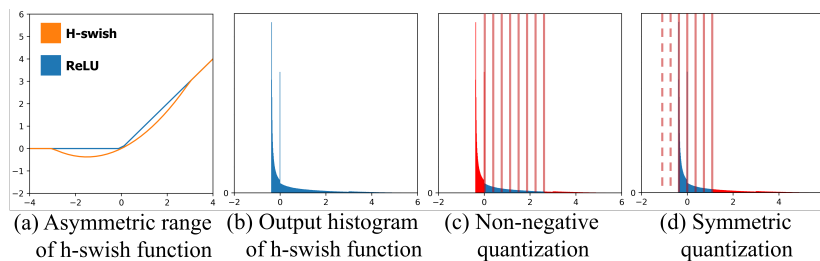 H-swish
ReLU
6
5
4
3
2
1
0
−1
−2
−4 −2 0 2 4
0
−2 0 2 4 6
0
−2 0 2 4 6
0
−2 0 2 4
(a) Asymmetric range
of h-swish function
(b) Output histogram
of h-swish function
(c) Non-negative
quantization
(d) Symmetric
quantization